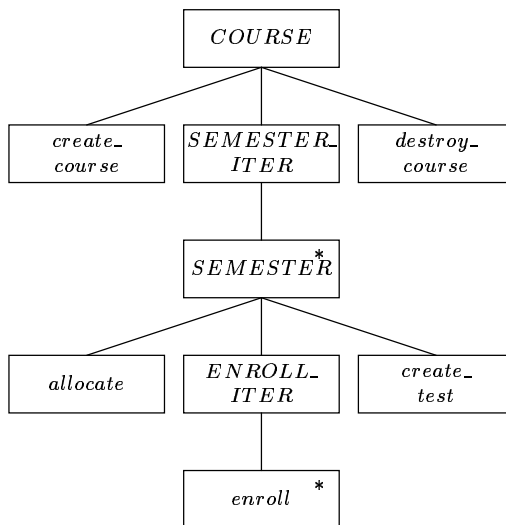 COURSE
create_
course
SEMESTER_
ITER
destroy_
course
*
SEMESTER
allocate
ENROLL_
ITER
create_
test
*
enroll